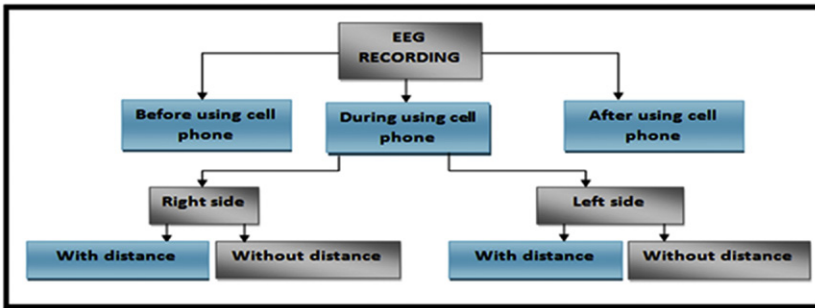 EEG
RECORDING
Before using cell
phone
During using cell
phone
After using cell
phone
Right side
Left side
With distance
Without distance
With distance
Without distance